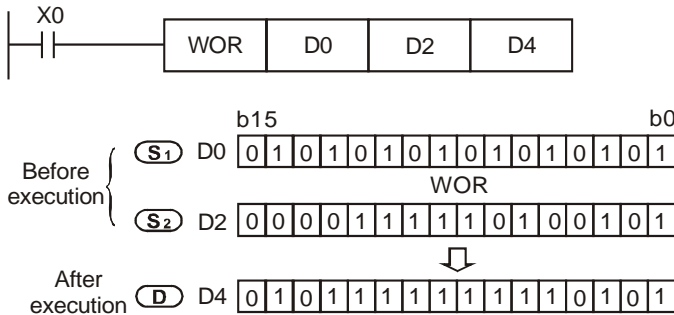 X0
WOR D0 D2 D4
b15 b0
Before
execution
S1 D0 0 1 0 1 0 1 0 1 0 1 0 1 0 1 0 1
WOR
S2 D2 0 0 0 0 1 1 1 1 1 0 1 0 0 1 0 1
After
execution
D D4 0 1 0 1 1 1 1 1 1 1 1 1 0 1 0 1